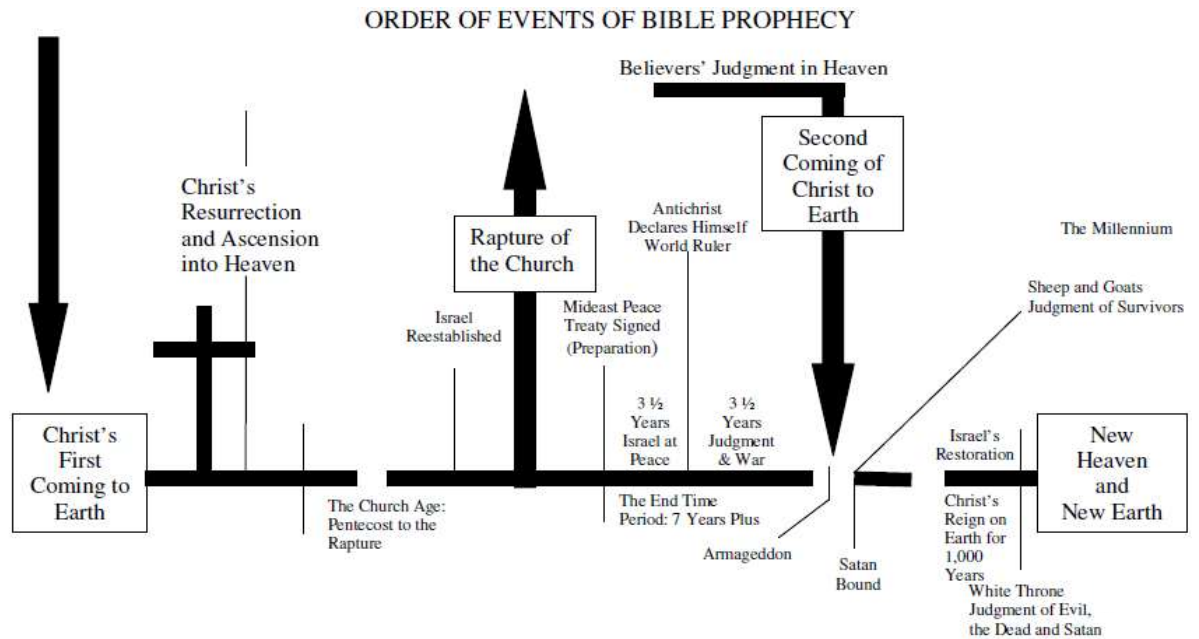 ORDER OF EVENTS OF BIBLE PROPHECY
Believers' Judgment in Heaven
Second
Coming of
Christ to
Earth
Christ's
Resurrection
and Ascension
into Heaven
Rapture of
the Church
Antichrist
Declares Himself
World Ruler
The Millennium
Sheep and Goats
Judgment of Survivors
Israel
Reestablished
Mideast Peace
Treaty Signed
(Preparation)
3 ½
Years
Israel at
Peace
3 ½
Years
Judgment
& War
Christ's
First
Coming to
Earth
Israel's
Restoration
New
Heaven
and
New Earth
The Church Age:
Pentecost to the
Rapture
The End Time
Period: 7 Years Plus
Armageddon
Satan
Bound
Christ's
Reign on
Earth for
1,000
Years
White Throne
Judgment of Evil,
the Dead and Satan